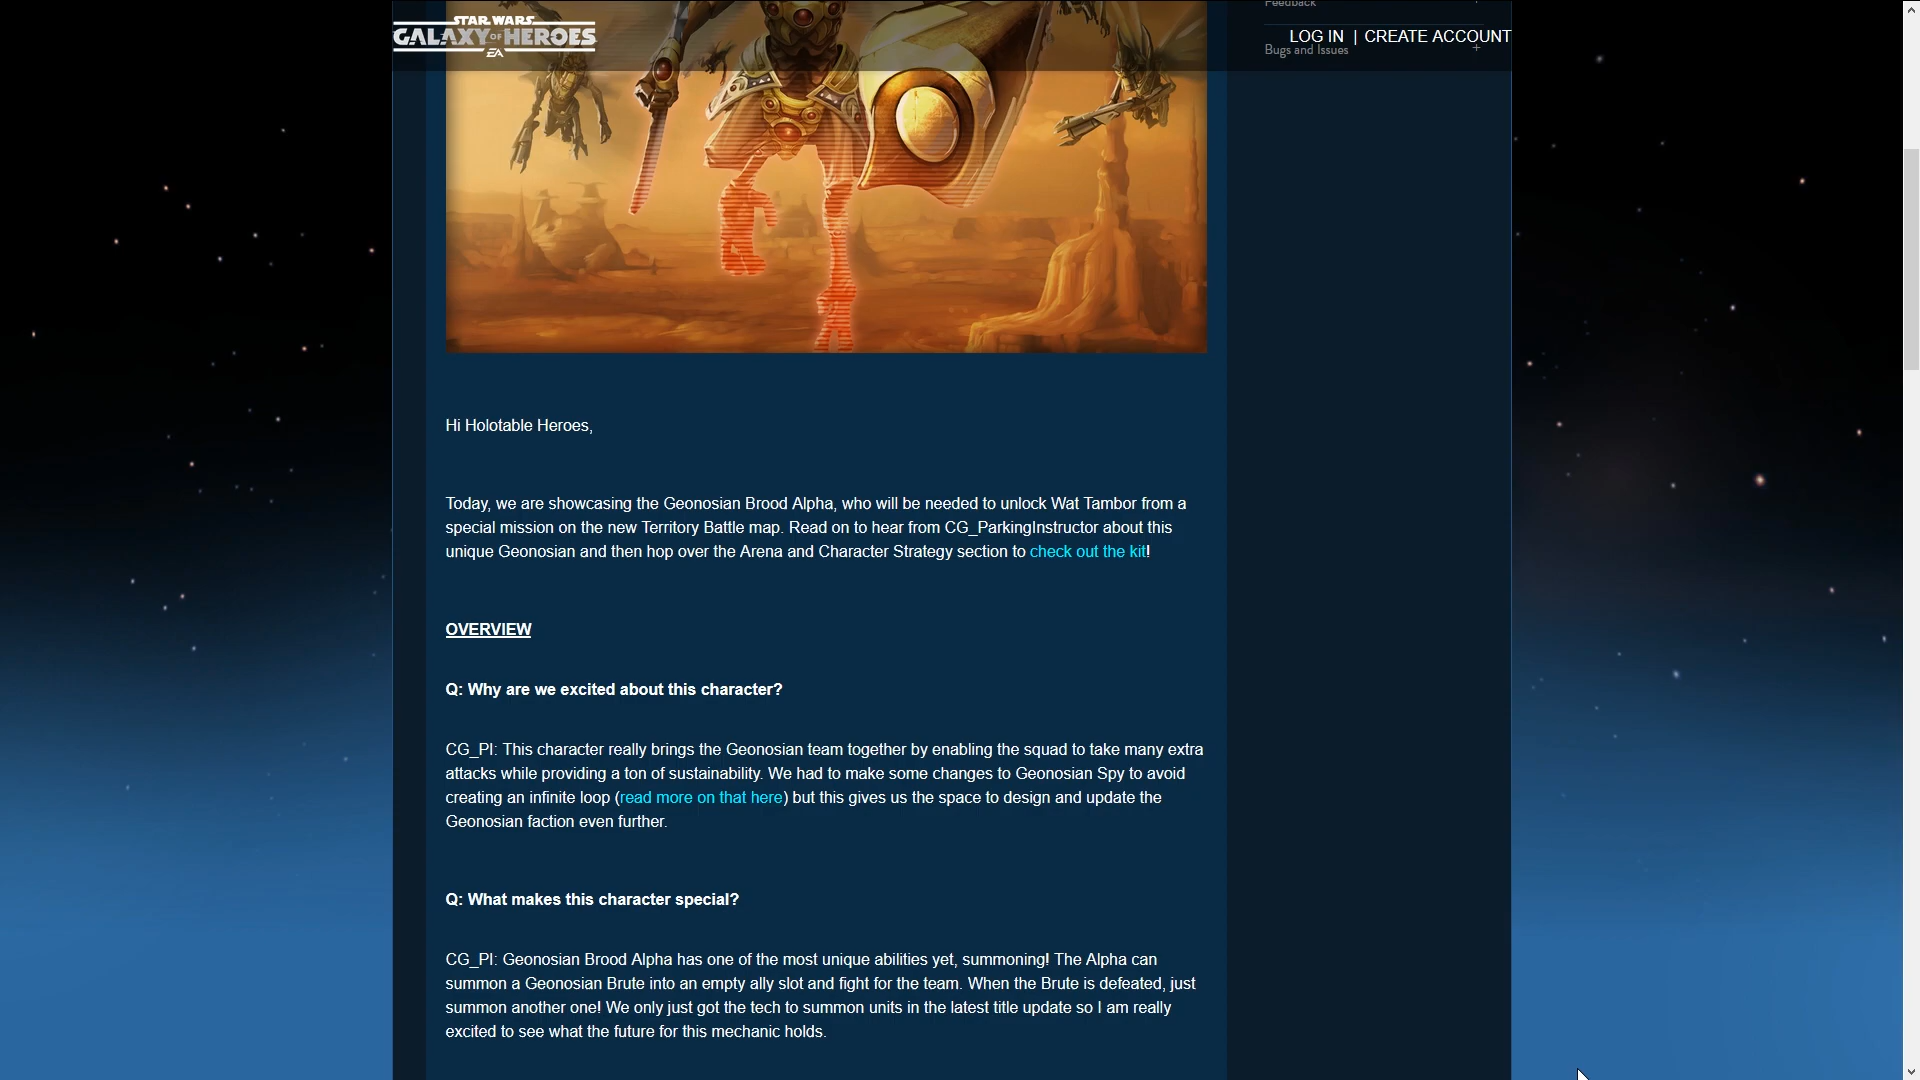 Feedback
STAR WARS
GALAXY OF HEROES
EA
LOG IN | CREATE ACCOUNT
Bugs and Issues +
Hi Holotable Heroes,
Today, we are showcasing the Geonosian Brood Alpha, who will be needed to unlock Wat Tambor from a
special mission on the new Territory Battle map. Read on to hear from CG_ParkingInstructor about this
unique Geonosian and then hop over the Arena and Character Strategy section to check out the kit!
OVERVIEW
Q: Why are we excited about this character?
CG_PI: This character really brings the Geonosian team together by enabling the squad to take many extra
attacks while providing a ton of sustainability. We had to make some changes to Geonosian Spy to avoid
creating an infinite loop (read more on that here) but this gives us the space to design and update the
Geonosian faction even further.
Q: What makes this character special?
CG_PI: Geonosian Brood Alpha has one of the most unique abilities yet, summoning! The Alpha can
summon a Geonosian Brute into an empty ally slot and fight for the team. When the Brute is defeated, just
summon another one! We only just got the tech to summon units in the latest title update so I am really
excited to see what the future for this mechanic holds.